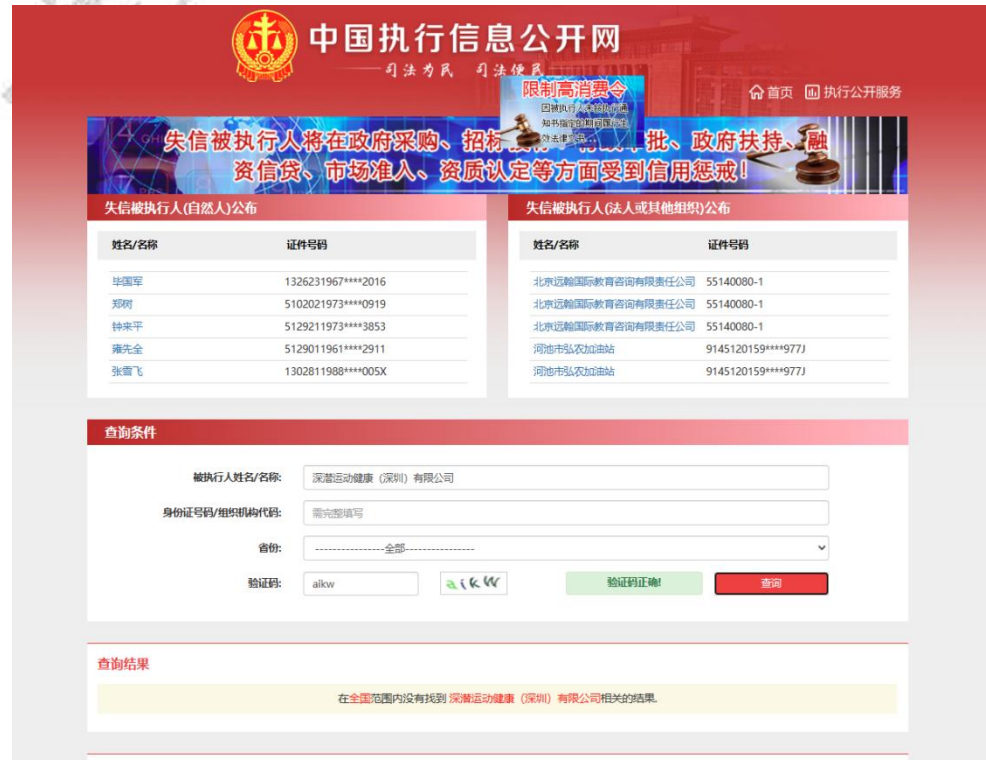 中国执行信息公开网
司法为民 司法便民
首页 执行公开服务
限制高消费令
失信被执行人将在政府采购、招标
批、政府扶持、融
资信贷、市场准入、资质认定等方面受到信用惩戒!
失信被执行人(自然人)公布
姓名/名称 证件号码
毕国军 1326231967****2016
郑树 5102021973****0919
钟来平 5129211973****3853
雍先全 5129011961****2911
张雪飞 1302811988****005X
失信被执行人(法人或其他组织)公布
姓名/名称 证件号码
北京远翰国际教育咨询有限责任公司 55140080-1
北京远翰国际教育咨询有限责任公司 55140080-1
北京远翰国际教育咨询有限责任公司 55140080-1
河池市弘农加油站 9145120159****977J
河池市弘农加油站 9145120159****977J
查询条件
被执行人姓名/名称: 深潜运动健康（深圳）有限公司
身份证号码/组织机构代码: 需完整填写
省份: ----------------全部----------------
验证码: aikw aikW 验证码正确! 查询
查询结果
在全国范围内没有找到 深潜运动健康（深圳）有限公司相关的结果.